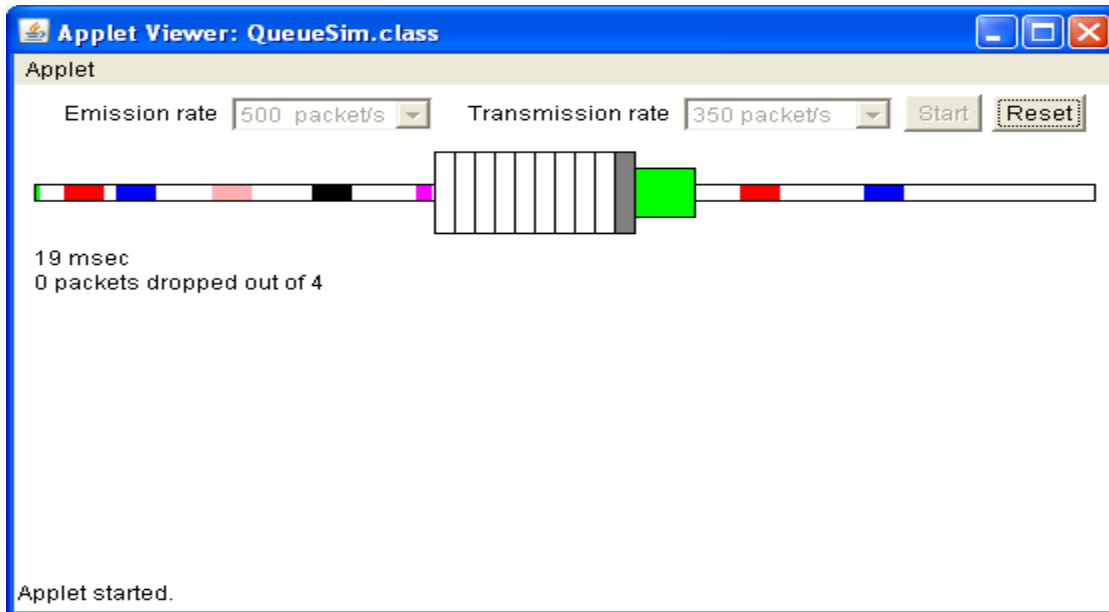 Applet Viewer: QueueSim.class
Applet
Emission rate 500 packet/s Transmission rate 350 packet/s Start Reset
19 msec
0 packets dropped out of 4
Applet started.